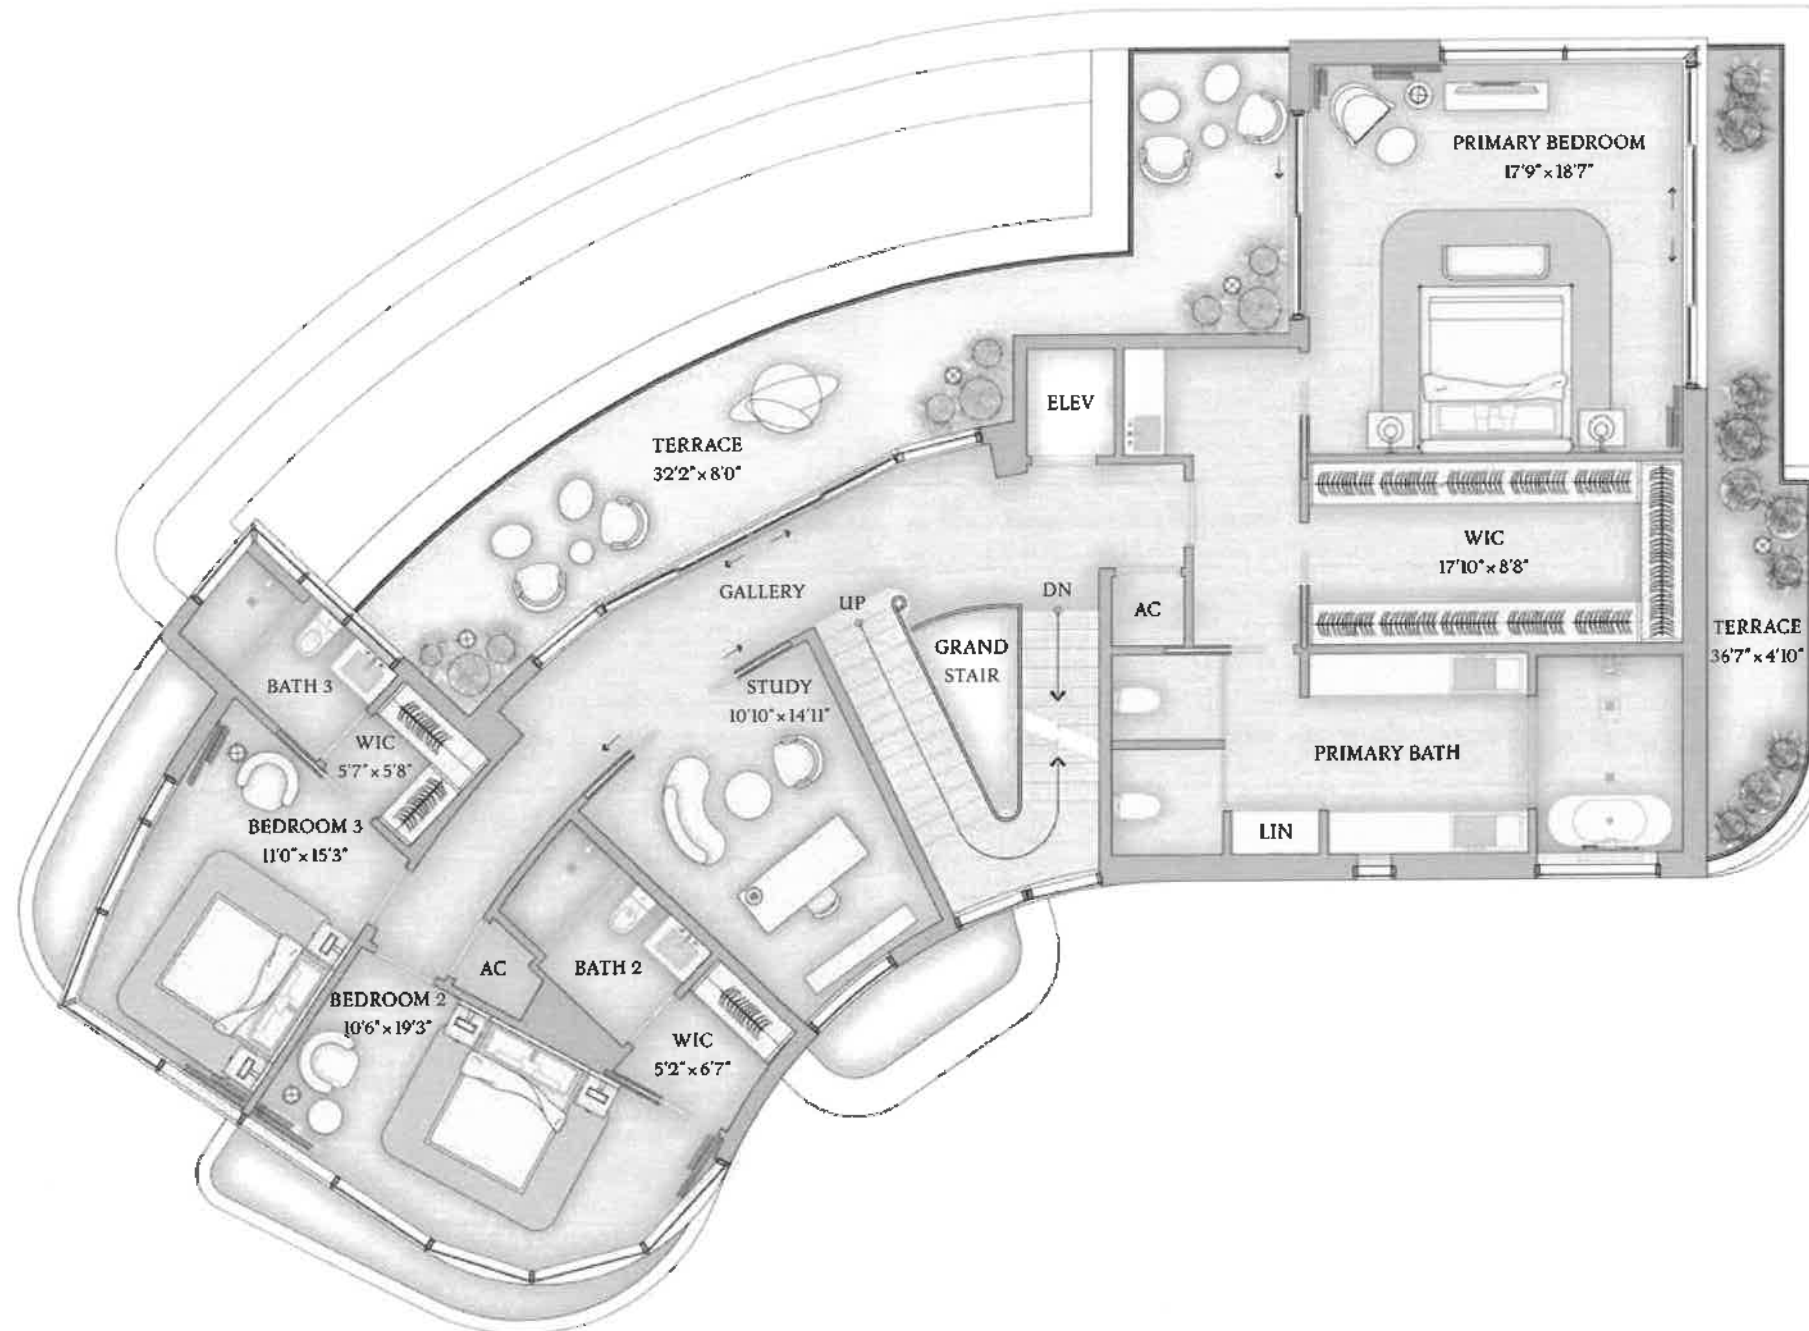 PRIMARY BEDROOM
17'9" × 18'7"
ELEV
TERRACE
32'2" × 8'0"
WIC
17'10" × 8'8"
GALLERY
UP
DN
AC
GRAND
STAIR
TERRACE
36'7" × 4'10"
BATH 3
STUDY
10'10" × 14'11"
WIC
5'7" × 5'8"
PRIMARY BATH
BEDROOM 3
11'0" × 15'3"
LIN
AC
BATH 2
BEDROOM 2
10'6" × 19'3"
WIC
5'2" × 6'7"